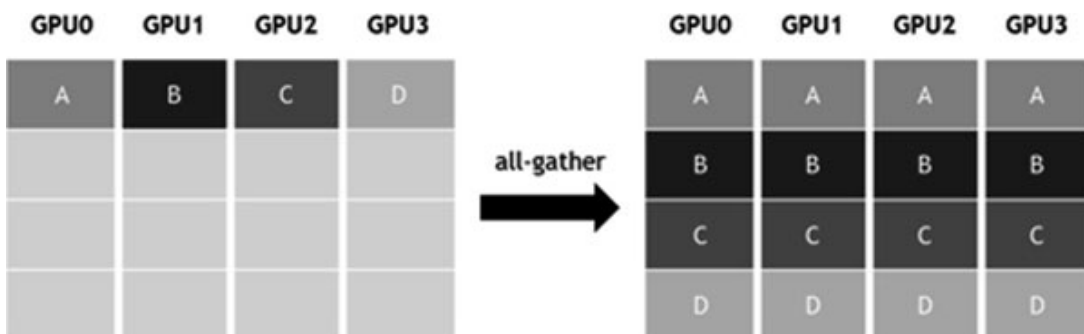 GPU0 GPU1 GPU2 GPU3 GPU0 GPU1 GPU2 GPU3
A B C D A A A A
B B B B
all-gather
C C C C
D D D D